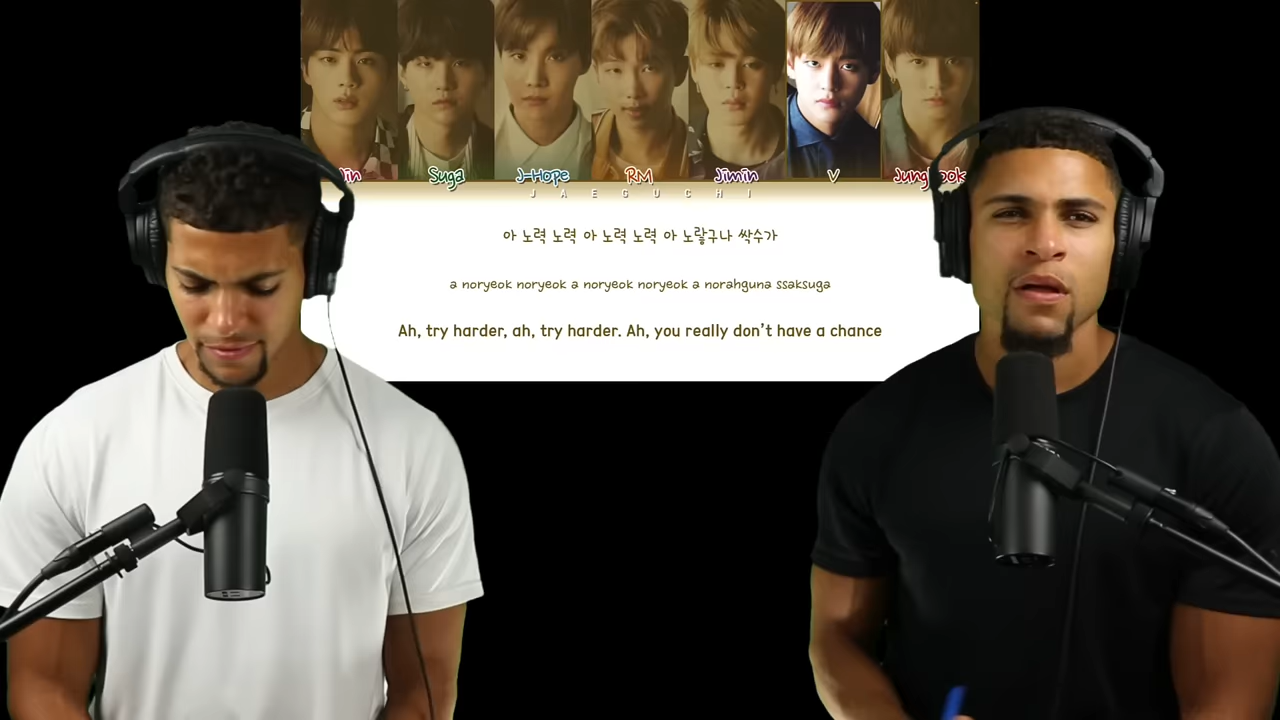 Jin Suga J-Hope RM Jimin V Jungkook
J A E G U C H I
아 노력 노력 아 노력 노력 아 노랗구나 싹수가
a noryeok noryeok a noryeok noryeok a norahguna ssaksuga
Ah, try harder, ah, try harder. Ah, you really don't have a chance